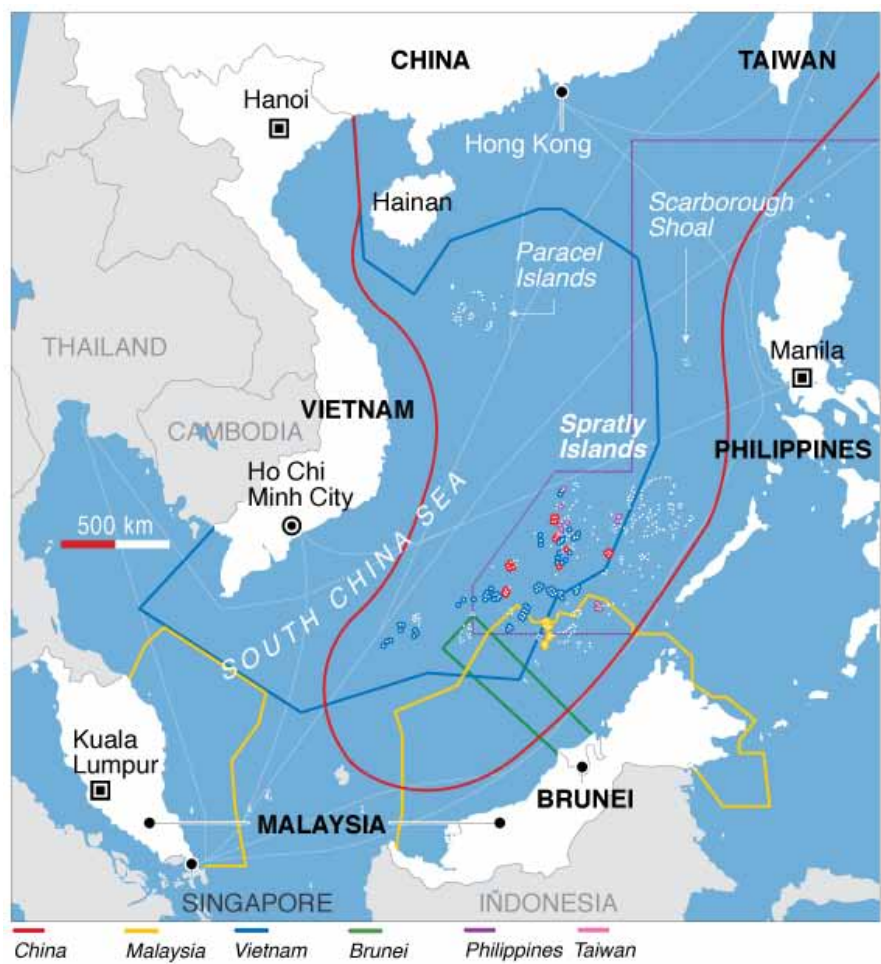 CHINA
TAIWAN
Hanoi
Hong Kong
Hainan
Scarborough
Shoal
Paracel
Islands
THAILAND
Manila
VIETNAM
CAMBODIA
Spratly
Islands
PHILIPPINES
Ho Chi
Minh City
500 km
SOUTH CHINA SEA
Kuala
Lumpur
BRUNEI
MALAYSIA
SINGAPORE
INDONESIA
China
Malaysia
Vietnam
Brunei
Philippines
Taiwan